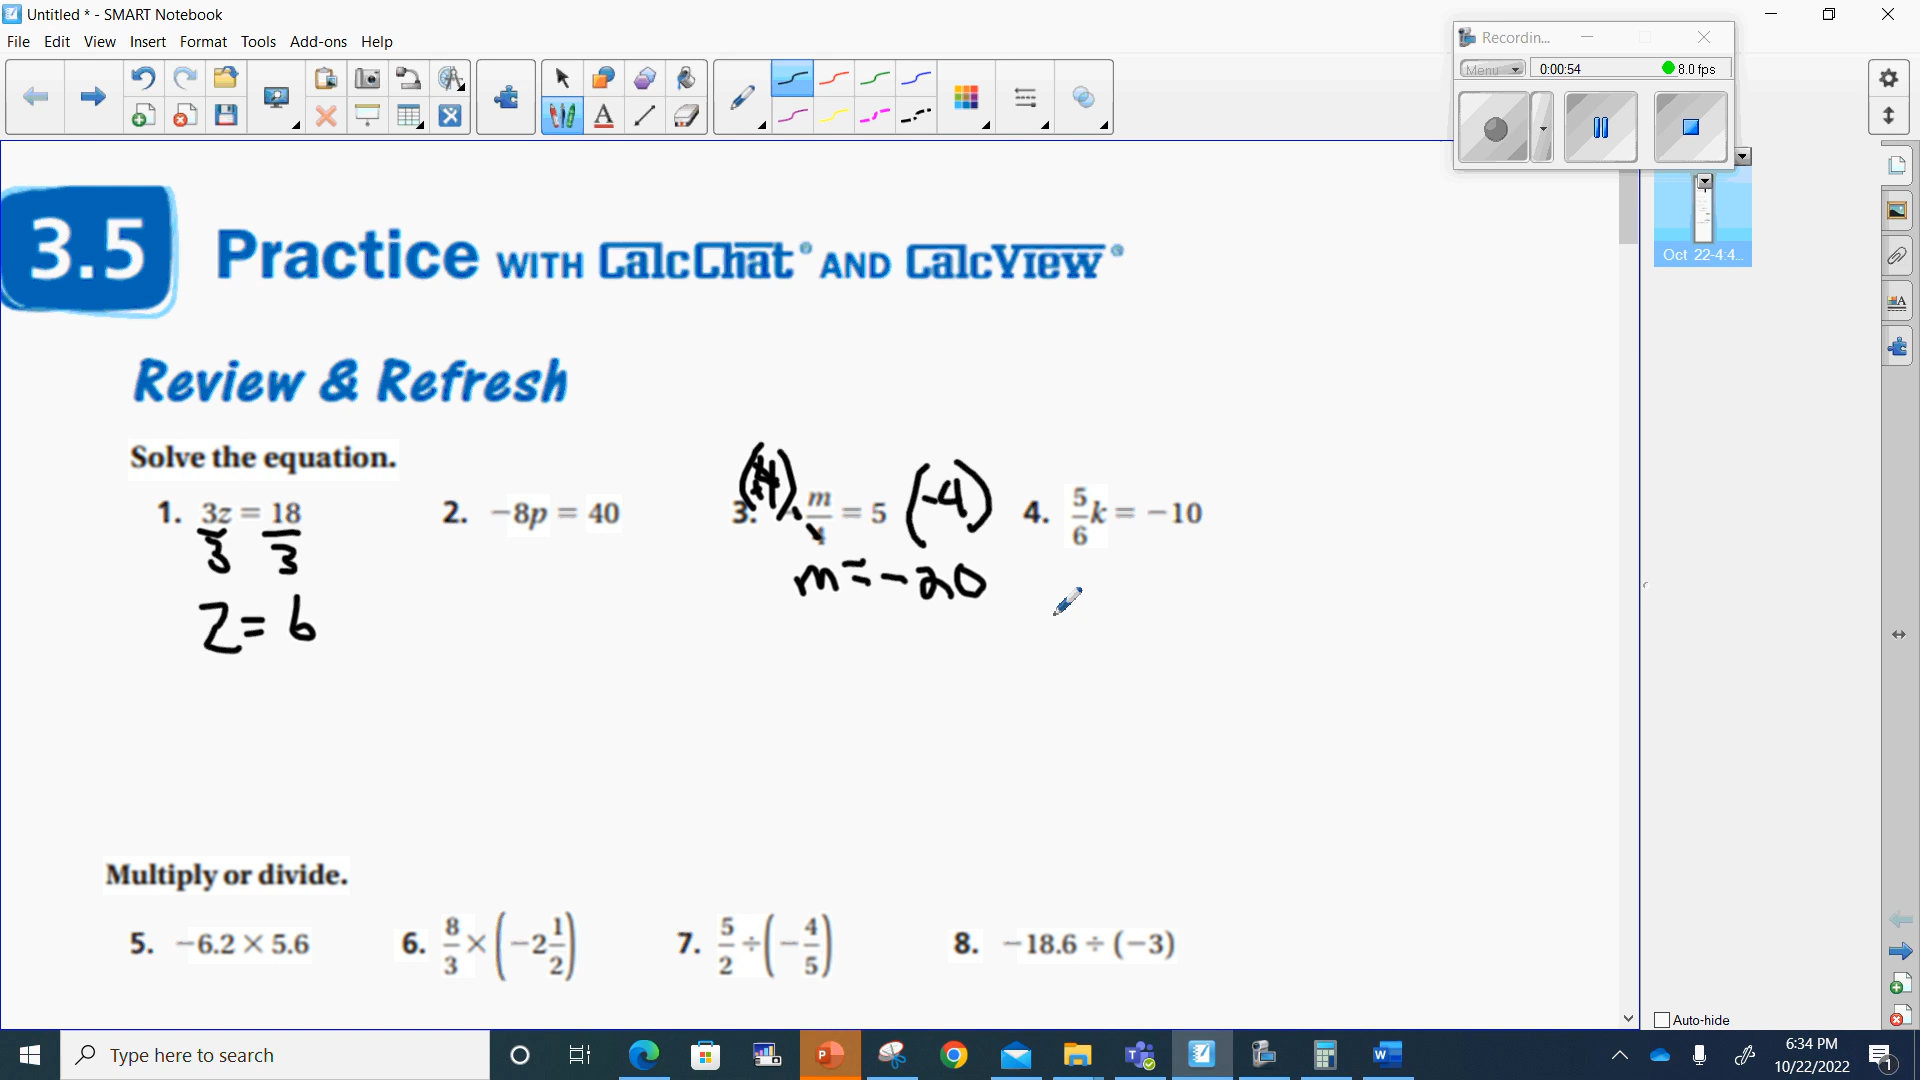 Untitled * - SMART Notebook
File Edit View Insert Format Tools Add-ons Help
Recordin...
Menu 0:00:54 8.0 fps
Oct 22-4:4...
3.5 Practice WITH CalcChat® AND CalcView®
Review & Refresh
Solve the equation.
1. 3z = 18
3 3
z = 6
2. −8p = 40
3. m/4 = 5 (-4)
m = -20
4. 5/6 k = −10
Multiply or divide.
5. −6.2 × 5.6
6. 8/3 × (−2 1/2)
7. 5/2 ÷ (−4/5)
8. −18.6 ÷ (−3)
Auto-hide
Type here to search
6:34 PM
10/22/2022
1